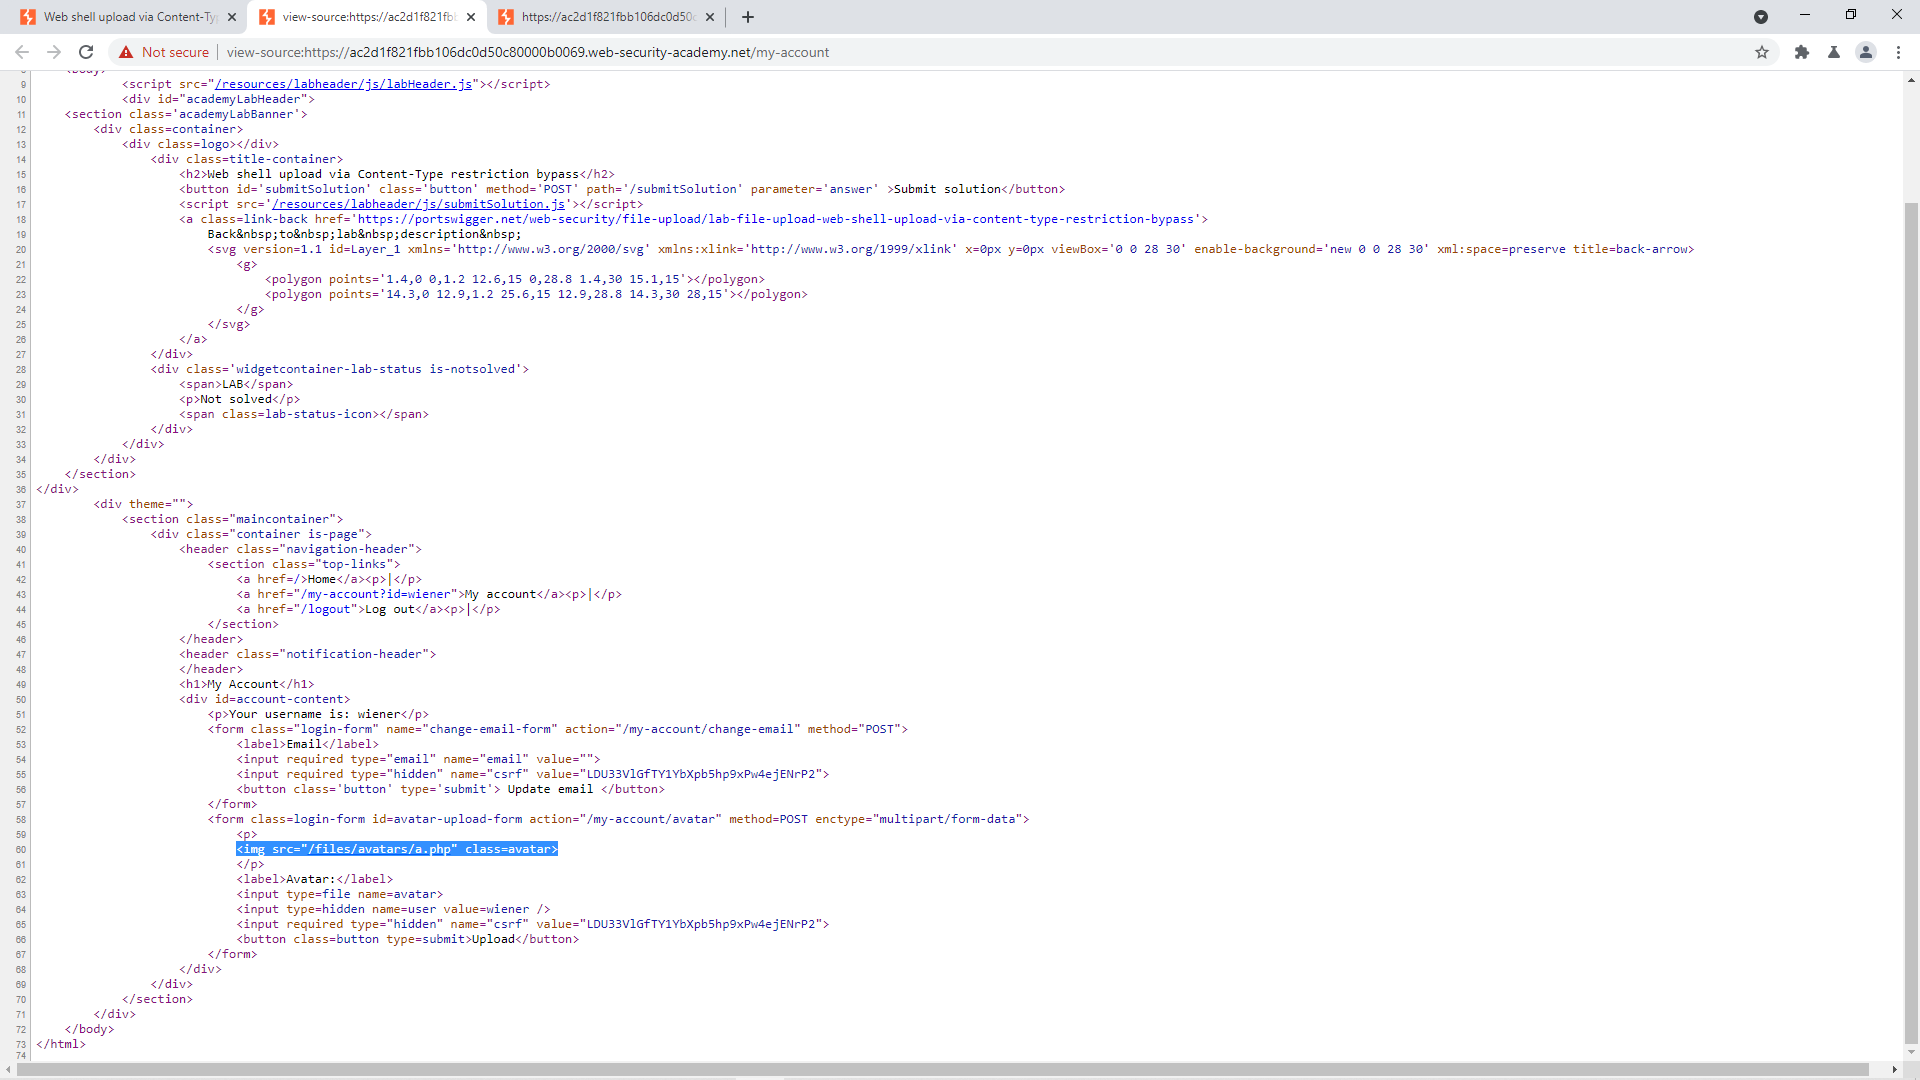 Web shell upload via Content-Ty
view-source:https://ac2d1f821fbb
https://ac2d1f821fbb106dc0d50c
Not secure
view-source:https://ac2d1f821fbb106dc0d50c80000b0069.web-security-academy.net/my-account
8 <body>
9 <script src="/resources/labheader/js/labHeader.js"></script>
10 <div id="academyLabHeader">
11 <section class='academyLabBanner'>
12 <div class=container>
13 <div class=logo></div>
14 <div class=title-container>
15 <h2>Web shell upload via Content-Type restriction bypass</h2>
16 <button id='submitSolution' class='button' method='POST' path='/submitSolution' parameter='answer' >Submit solution</button>
17 <script src='/resources/labheader/js/submitSolution.js'></script>
18 <a class=link-back href='https://portswigger.net/web-security/file-upload/lab-file-upload-web-shell-upload-via-content-type-restriction-bypass'>
19 Back&nbsp;to&nbsp;lab&nbsp;description&nbsp;
20 <svg version=1.1 id=Layer_1 xmlns='http://www.w3.org/2000/svg' xmlns:xlink='http://www.w3.org/1999/xlink' x=0px y=0px viewBox='0 0 28 30' enable-background='new 0 0 28 30' xml:space=preserve title=back-arrow>
21 <g>
22 <polygon points='1.4,0 0,1.2 12.6,15 0,28.8 1.4,30 15.1,15'></polygon>
23 <polygon points='14.3,0 12.9,1.2 25.6,15 12.9,28.8 14.3,30 28,15'></polygon>
24 </g>
25 </svg>
26 </a>
27 </div>
28 <div class='widgetcontainer-lab-status is-notsolved'>
29 <span>LAB</span>
30 <p>Not solved</p>
31 <span class=lab-status-icon></span>
32 </div>
33 </div>
34 </div>
35 </section>
36 </div>
37 <div theme="">
38 <section class="maincontainer">
39 <div class="container is-page">
40 <header class="navigation-header">
41 <section class="top-links">
42 <a href=/>Home</a><p>|</p>
43 <a href="/my-account?id=wiener">My account</a><p>|</p>
44 <a href="/logout">Log out</a><p>|</p>
45 </section>
46 </header>
47 <header class="notification-header">
48 </header>
49 <h1>My Account</h1>
50 <div id=account-content>
51 <p>Your username is: wiener</p>
52 <form class="login-form" name="change-email-form" action="/my-account/change-email" method="POST">
53 <label>Email</label>
54 <input required type="email" name="email" value="">
55 <input required type="hidden" name="csrf" value="LDU33VlGfTY1YbXpb5hp9xPw4ejENrP2">
56 <button class='button' type='submit'> Update email </button>
57 </form>
58 <form class=login-form id=avatar-upload-form action="/my-account/avatar" method=POST enctype="multipart/form-data">
59 <p>
60 <img src="/files/avatars/a.php" class=avatar>
61 </p>
62 <label>Avatar:</label>
63 <input type=file name=avatar>
64 <input type=hidden name=user value=wiener />
65 <input required type="hidden" name="csrf" value="LDU33VlGfTY1YbXpb5hp9xPw4ejENrP2">
66 <button class=button type=submit>Upload</button>
67 </form>
68 </div>
69 </div>
70 </section>
71 </div>
72 </body>
73 </html>
74